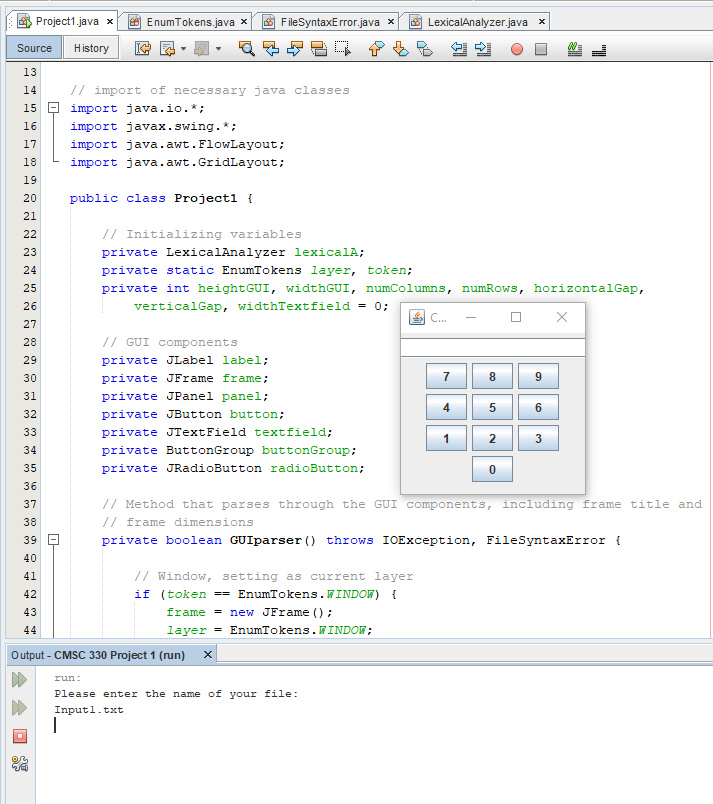 Project1.java × EnumTokens.java × FileSyntaxError.java × LexicalAnalyzer.java ×
Source History
13
14 // import of necessary java classes
15 import java.io.*;
16 import javax.swing.*;
17 import java.awt.FlowLayout;
18 import java.awt.GridLayout;
19
20 public class Project1 {
21
22 // Initializing variables
23 private LexicalAnalyzer lexicalA;
24 private static EnumTokens layer, token;
25 private int heightGUI, widthGUI, numColumns, numRows, horizontalGap,
26 verticalGap, widthTextfield = 0;
27
28 // GUI components
29 private JLabel label;
30 private JFrame frame;
31 private JPanel panel;
32 private JButton button;
33 private JTextField textfield;
34 private ButtonGroup buttonGroup;
35 private JRadioButton radioButton;
36
37 // Method that parses through the GUI components, including frame title and
38 // frame dimensions
39 private boolean GUIparser() throws IOException, FileSyntaxError {
40
41 // Window, setting as current layer
42 if (token == EnumTokens.WINDOW) {
43 frame = new JFrame();
44 layer = EnumTokens.WINDOW;
C...
7 8 9
4 5 6
1 2 3
0
Output - CMSC 330 Project 1 (run) ×
run:
Please enter the name of your file:
Input1.txt